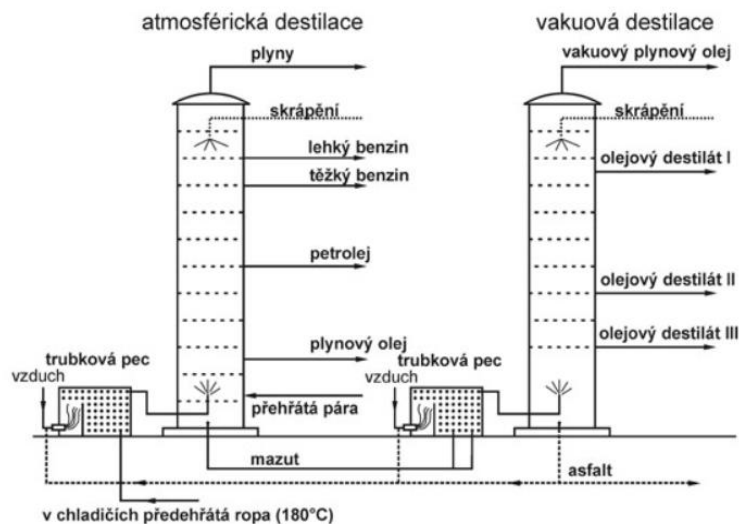 atmosférická destilace
vakuová destilace
plyny
vakuový plynový olej
skrápění
skrápění
lehký benzin
olejový destilát I
těžký benzin
petrolej
olejový destilát II
olejový destilát III
plynový olej
trubková pec
trubková pec
vzduch
vzduch
přehřátá pára
mazut
asfalt
v chladičích předehřátá ropa (180°C)